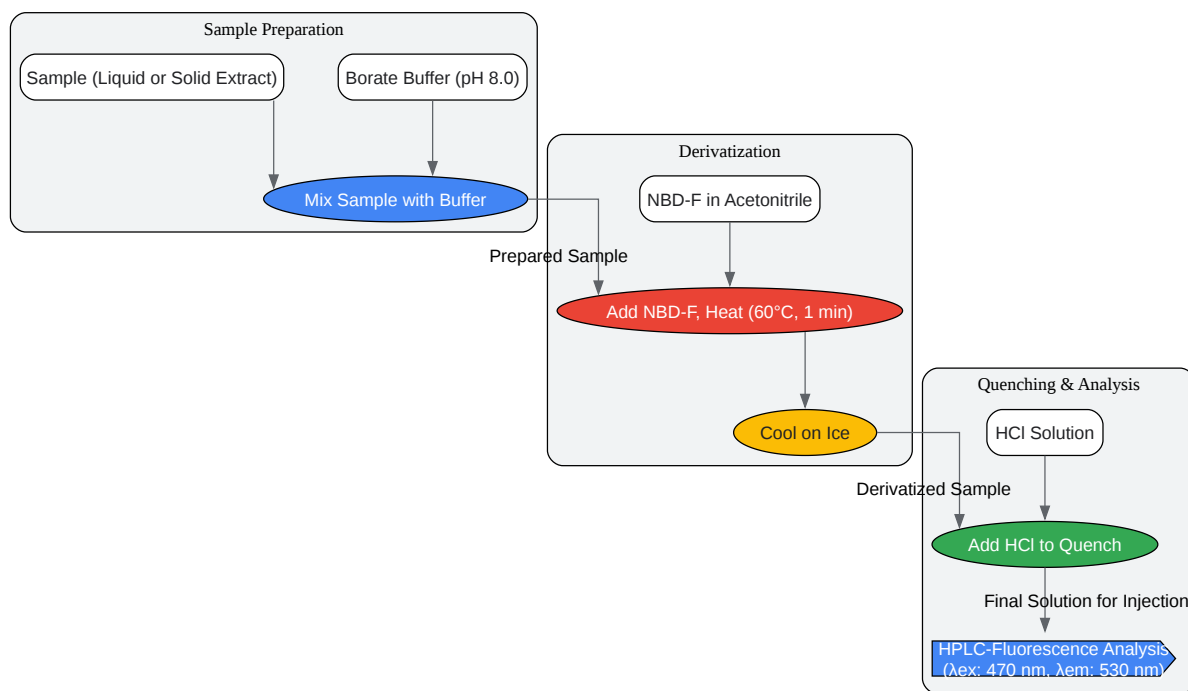 Sample Preparation
Sample (Liquid or Solid Extract)
Borate Buffer (pH 8.0)
Mix Sample with Buffer
Prepared Sample
Derivatization
NBD-F in Acetonitrile
Add NBD-F, Heat (60°C, 1 min)
Cool on Ice
Derivatized Sample
Quenching & Analysis
HCl Solution
Add HCl to Quench
Final Solution for Injection
HPLC-Fluorescence Analysis
(λex: 470 nm, λem: 530 nm)